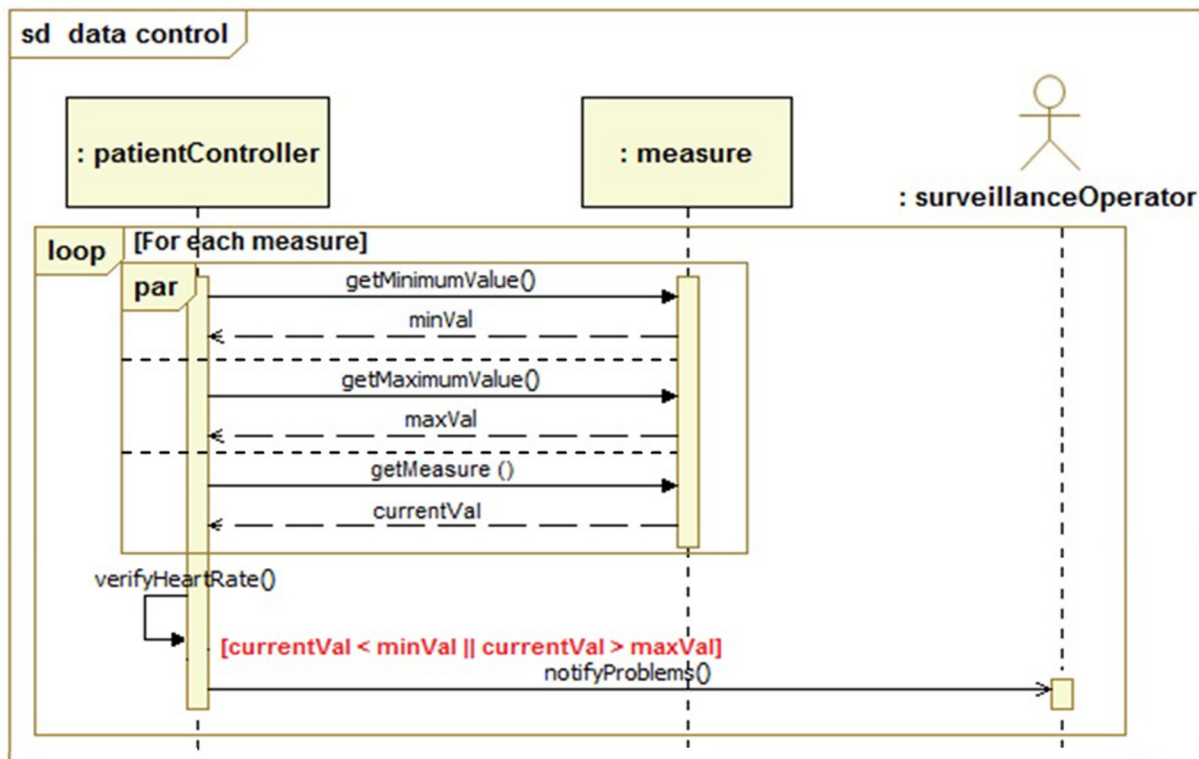 sd data control
: patientController
: measure
: surveillanceOperator
loop
[For each measure]
par
getMinimumValue()
minVal
getMaximumValue()
maxVal
getMeasure ()
currentVal
verifyHeartRate()
[currentVal < minVal || currentVal > maxVal]
notifyProblems()